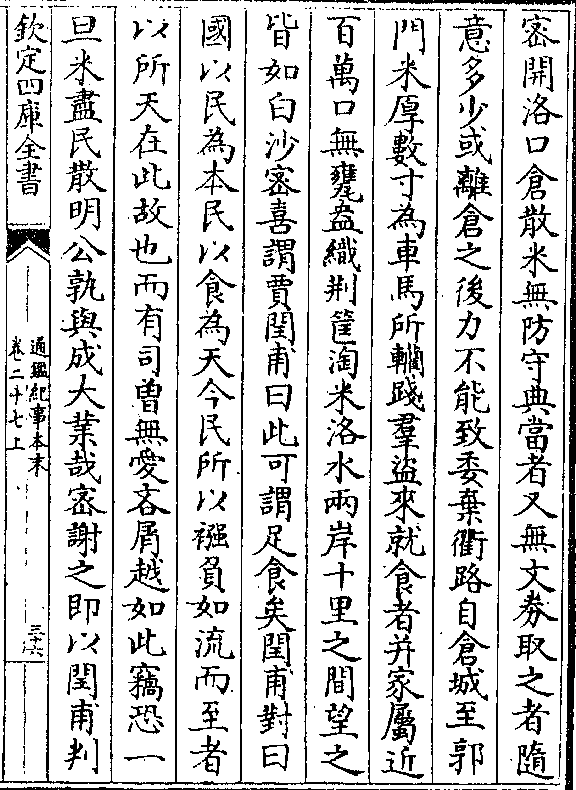 密開洛口倉散米無防守典當者又無文劵取之者隨
意多少或離倉之後力不能致委棄衢路自倉城至郭
門米厚數寸為車馬所轥踐羣盜來就食者并家屬近
百萬口無甕盎織荆筐淘米洛水兩岸十里之間望之
皆如白沙密喜謂賈閏甫曰此可謂足食矣閏甫對曰
國以民為本民以食為天今民所以襁負如流而至者
以所天在此故也而有司曽無愛吝屑越如此竊恐一
旦米盡民散明公孰與成大業哉密謝之即以閏甫判
欽定四庫全書
通鑑紀事本末
卷二十七上
三十六